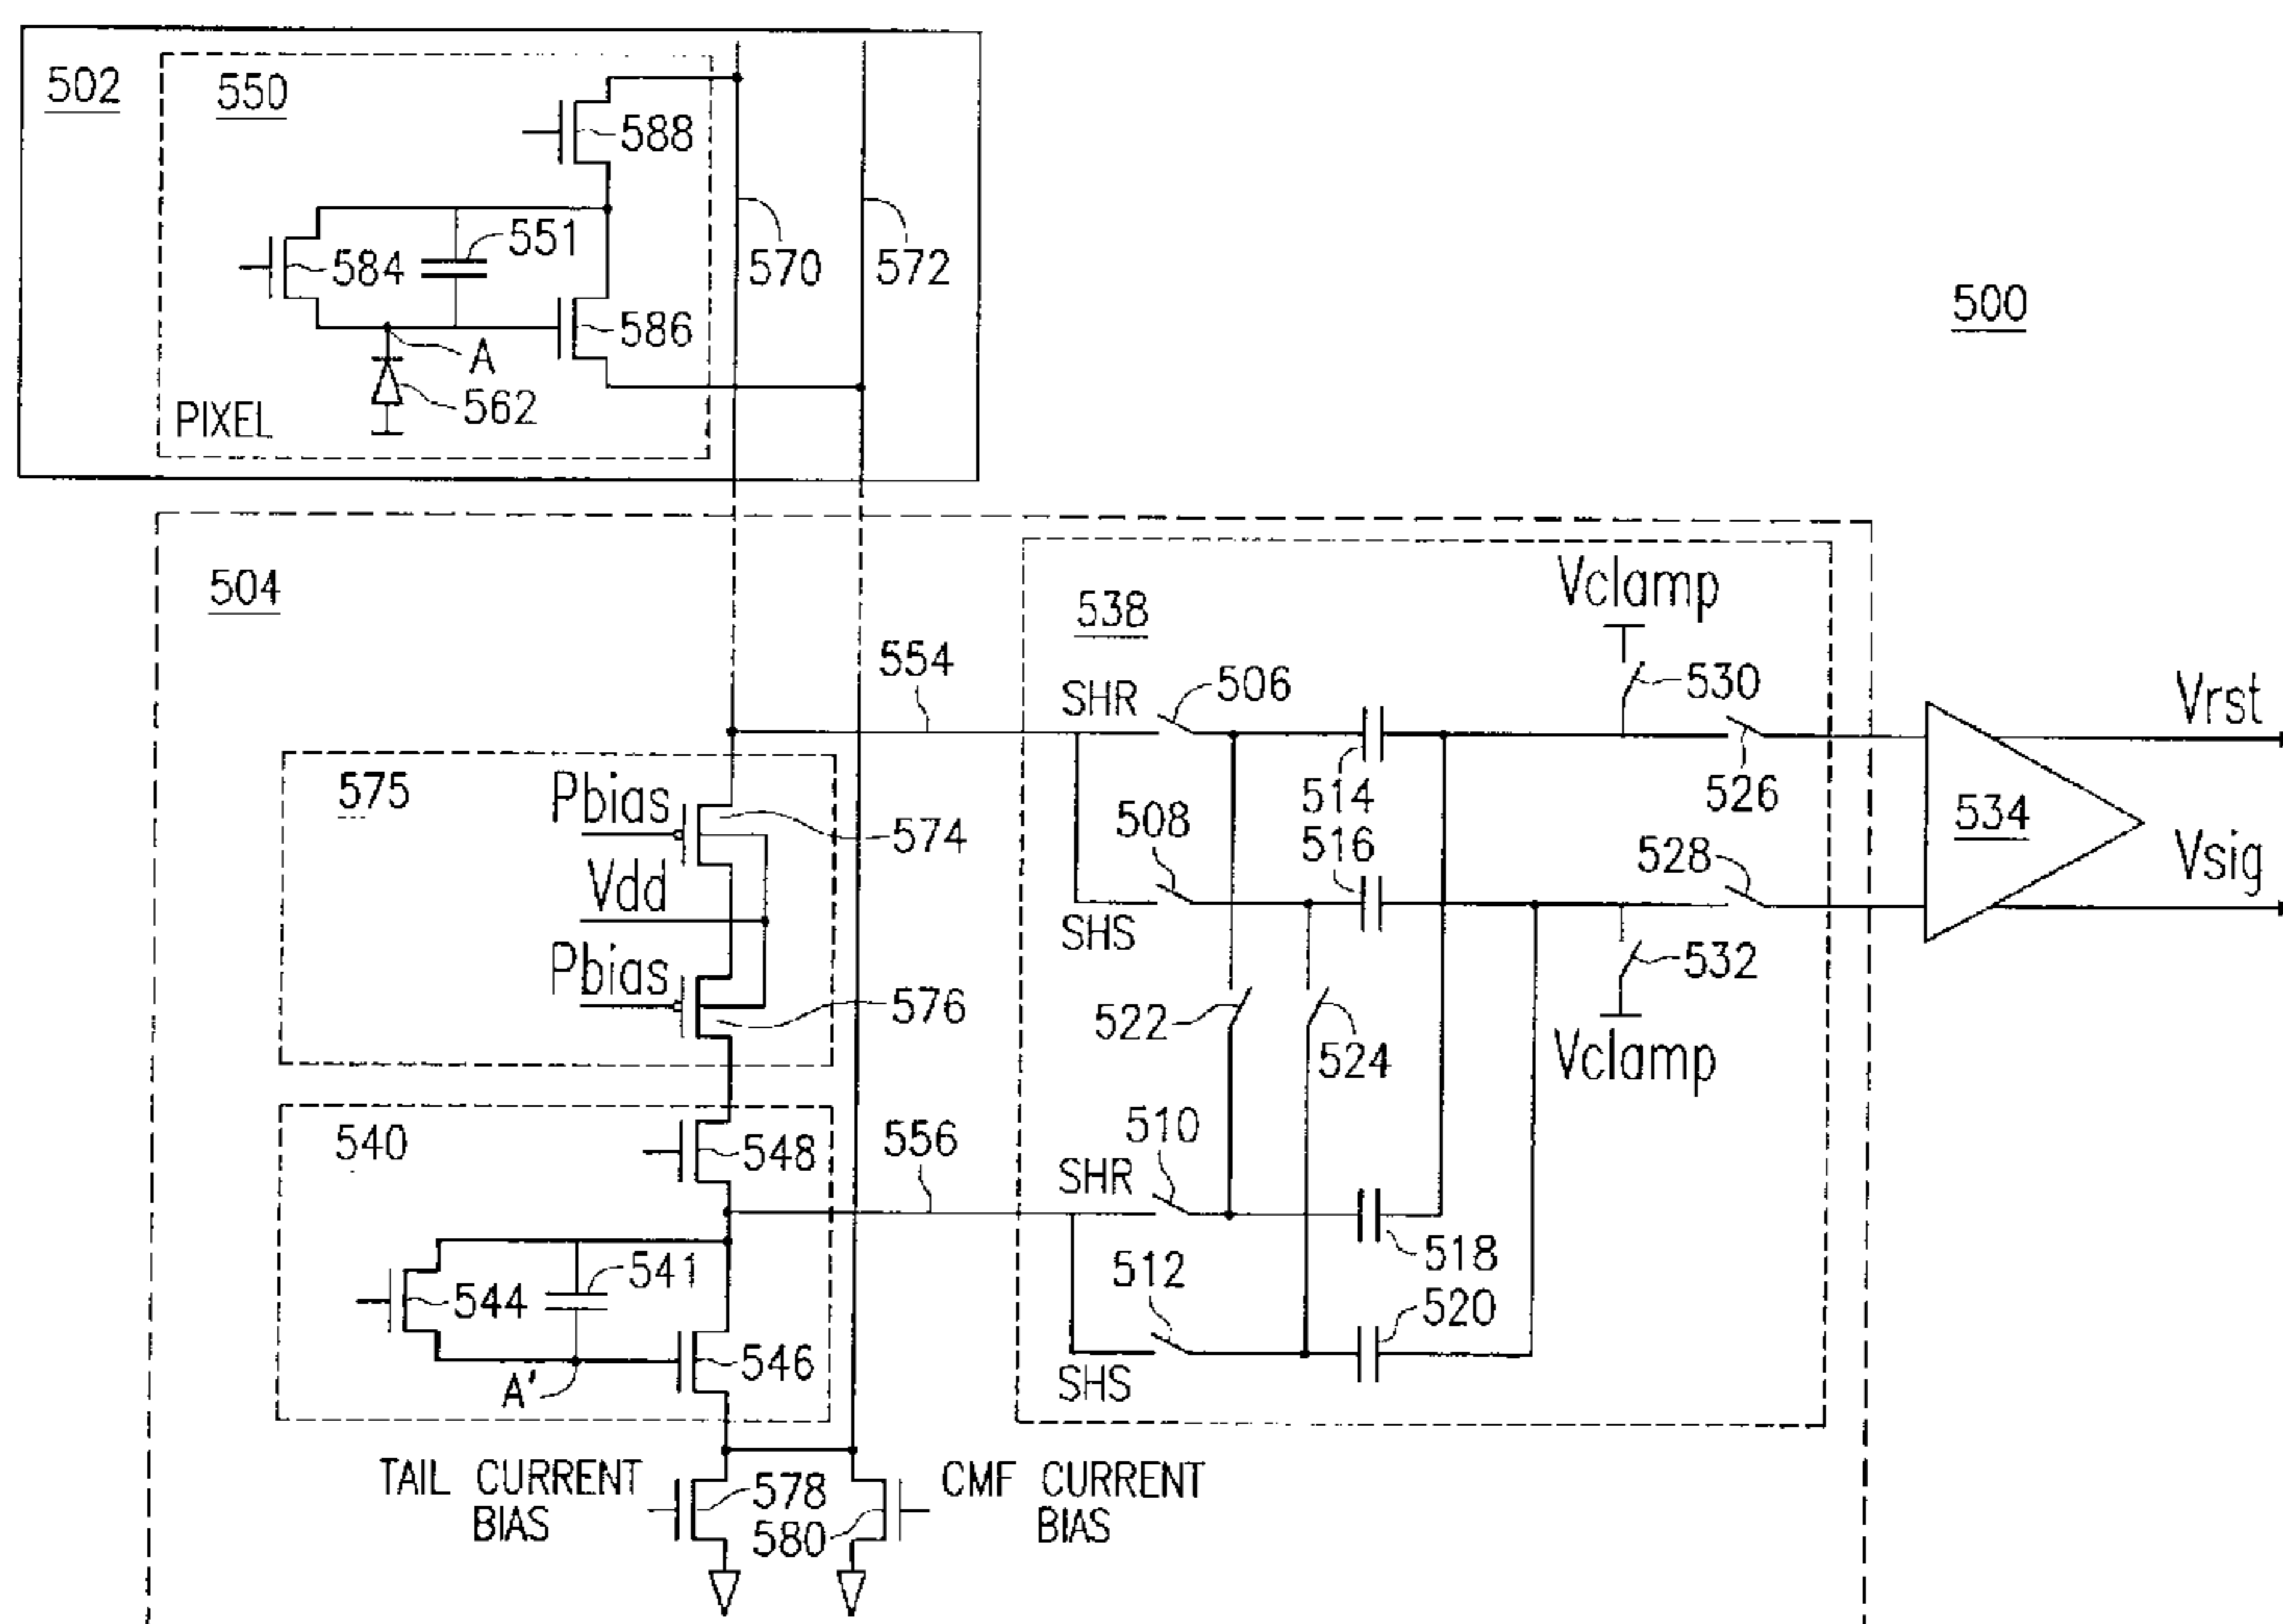 502
550
588
551
584
570
572
586
A
562
PIXEL
500
504
538
Vclamp
554
SHR
506
530
Vrst
575
Pbias
574
514
526
508
516
528
534
Vsig
Vdd
SHS
532
Pbias
576
522
524
Vclamp
540
548
556
510
SHR
518
541
544
512
520
546
A'
SHS
TAIL CURRENT
BIAS
578
580
CMF CURRENT
BIAS